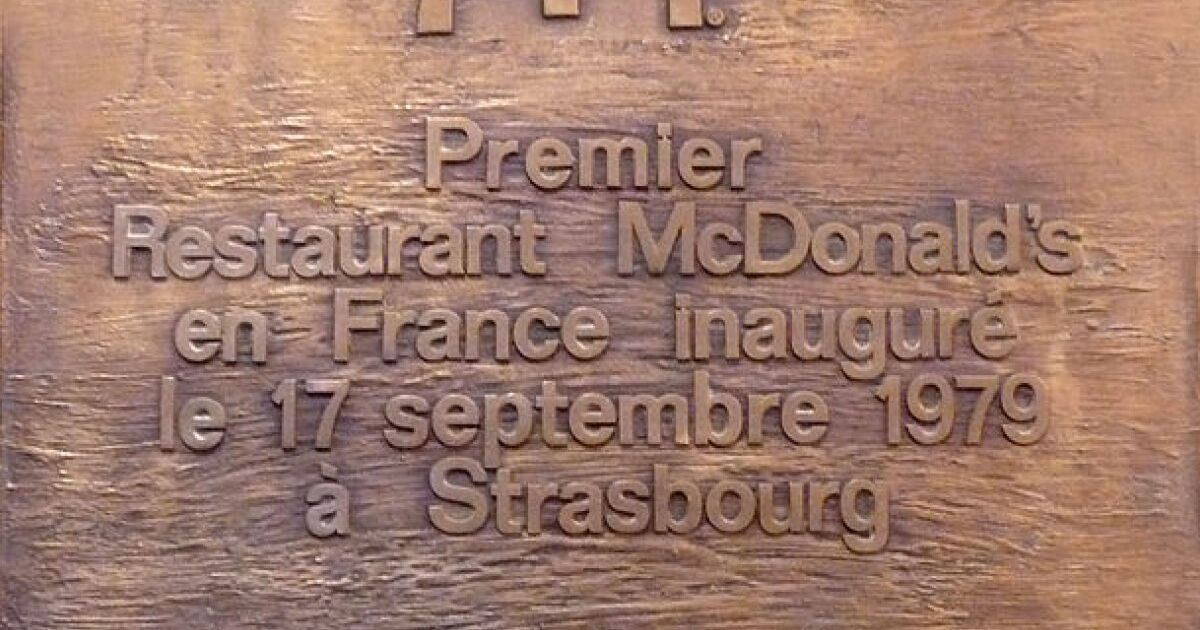 Premier
Restaurant McDonald's
en France inauguré
le 17 septembre 1979
à Strasbourg